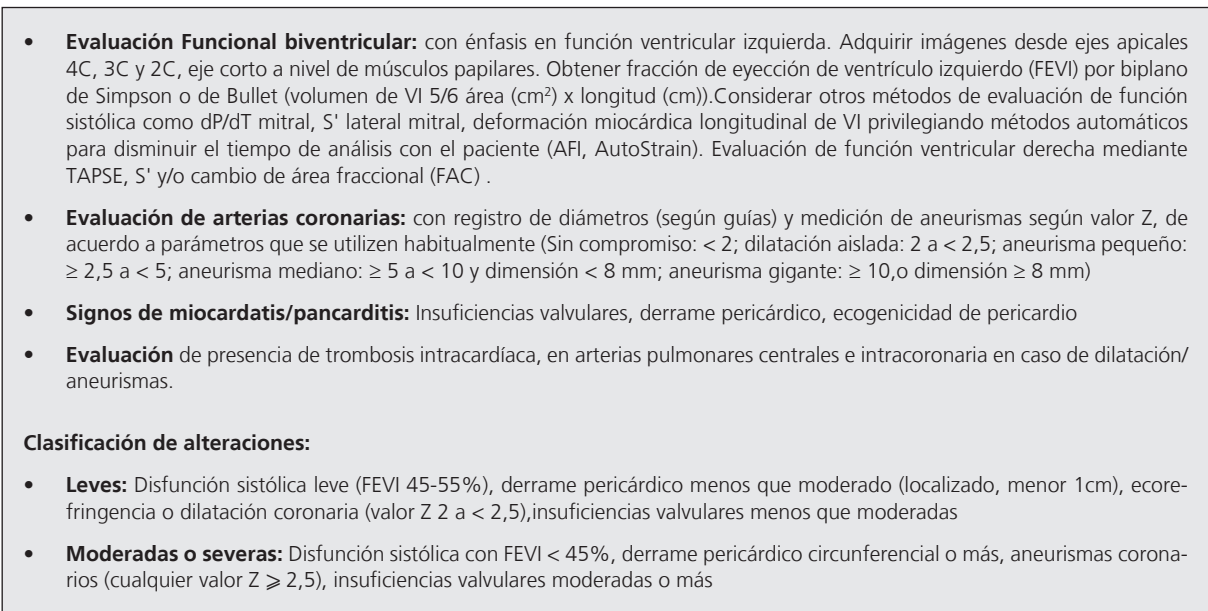 • Evaluación Funcional biventricular: con énfasis en función ventricular izquierda. Adquirir imágenes desde ejes apicales
4C, 3C y 2C, eje corto a nivel de músculos papilares. Obtener fracción de eyección de ventrículo izquierdo (FEVI) por biplano
de Simpson o de Bullet (volumen de VI 5/6 área (cm²) x longitud (cm)).Considerar otros métodos de evaluación de función
sistólica como dP/dT mitral, S' lateral mitral, deformación miocárdica longitudinal de VI privilegiando métodos automáticos
para disminuir el tiempo de análisis con el paciente (AFI, AutoStrain). Evaluación de función ventricular derecha mediante
TAPSE, S' y/o cambio de área fraccional (FAC) .
• Evaluación de arterias coronarias: con registro de diámetros (según guías) y medición de aneurismas según valor Z, de
acuerdo a parámetros que se utilizen habitualmente (Sin compromiso: < 2; dilatación aislada: 2 a < 2,5; aneurisma pequeño:
≥ 2,5 a < 5; aneurisma mediano: ≥ 5 a < 10 y dimensión < 8 mm; aneurisma gigante: ≥ 10,o dimensión ≥ 8 mm)
• Signos de miocardatis/pancarditis: Insuficiencias valvulares, derrame pericárdico, ecogenicidad de pericardio
• Evaluación de presencia de trombosis intracardíaca, en arterias pulmonares centrales e intracoronaria en caso de dilatación/
aneurismas.
Clasificación de alteraciones:
• Leves: Disfunción sistólica leve (FEVI 45-55%), derrame pericárdico menos que moderado (localizado, menor 1cm), ecore-
fringencia o dilatación coronaria (valor Z 2 a < 2,5),insuficiencias valvulares menos que moderadas
• Moderadas o severas: Disfunción sistólica con FEVI < 45%, derrame pericárdico circunferencial o más, aneurismas corona-
rios (cualquier valor Z ⩾ 2,5), insuficiencias valvulares moderadas o más